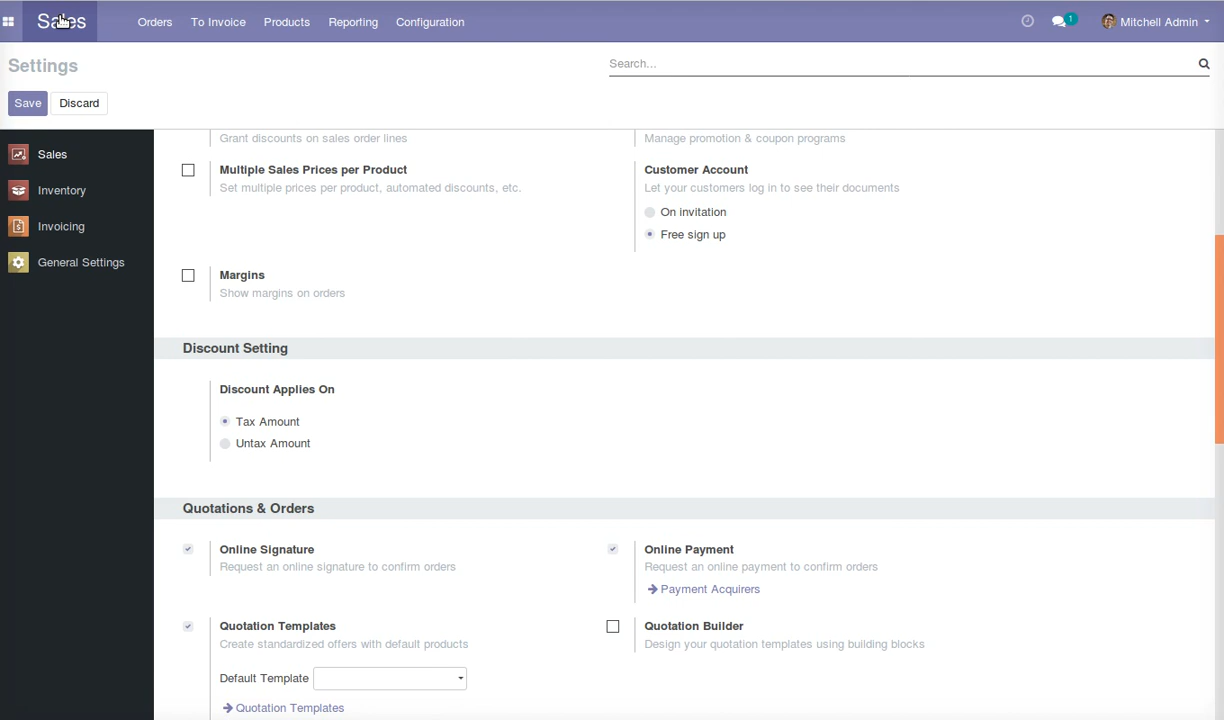 Sales Orders To Invoice Products Reporting Configuration 1 Mitchell Admin
Settings Search...
Save Discard
Sales
Inventory
Invoicing
General Settings
Grant discounts on sales order lines Manage promotion & coupon programs
Multiple Sales Prices per Product Customer Account
Set multiple prices per product, automated discounts, etc. Let your customers log in to see their documents
On invitation
Free sign up
Margins
Show margins on orders
Discount Setting
Discount Applies On
Tax Amount
Untax Amount
Quotations & Orders
Online Signature Online Payment
Request an online signature to confirm orders Request an online payment to confirm orders
Payment Acquirers
Quotation Templates Quotation Builder
Create standardized offers with default products Design your quotation templates using building blocks
Default Template
Quotation Templates